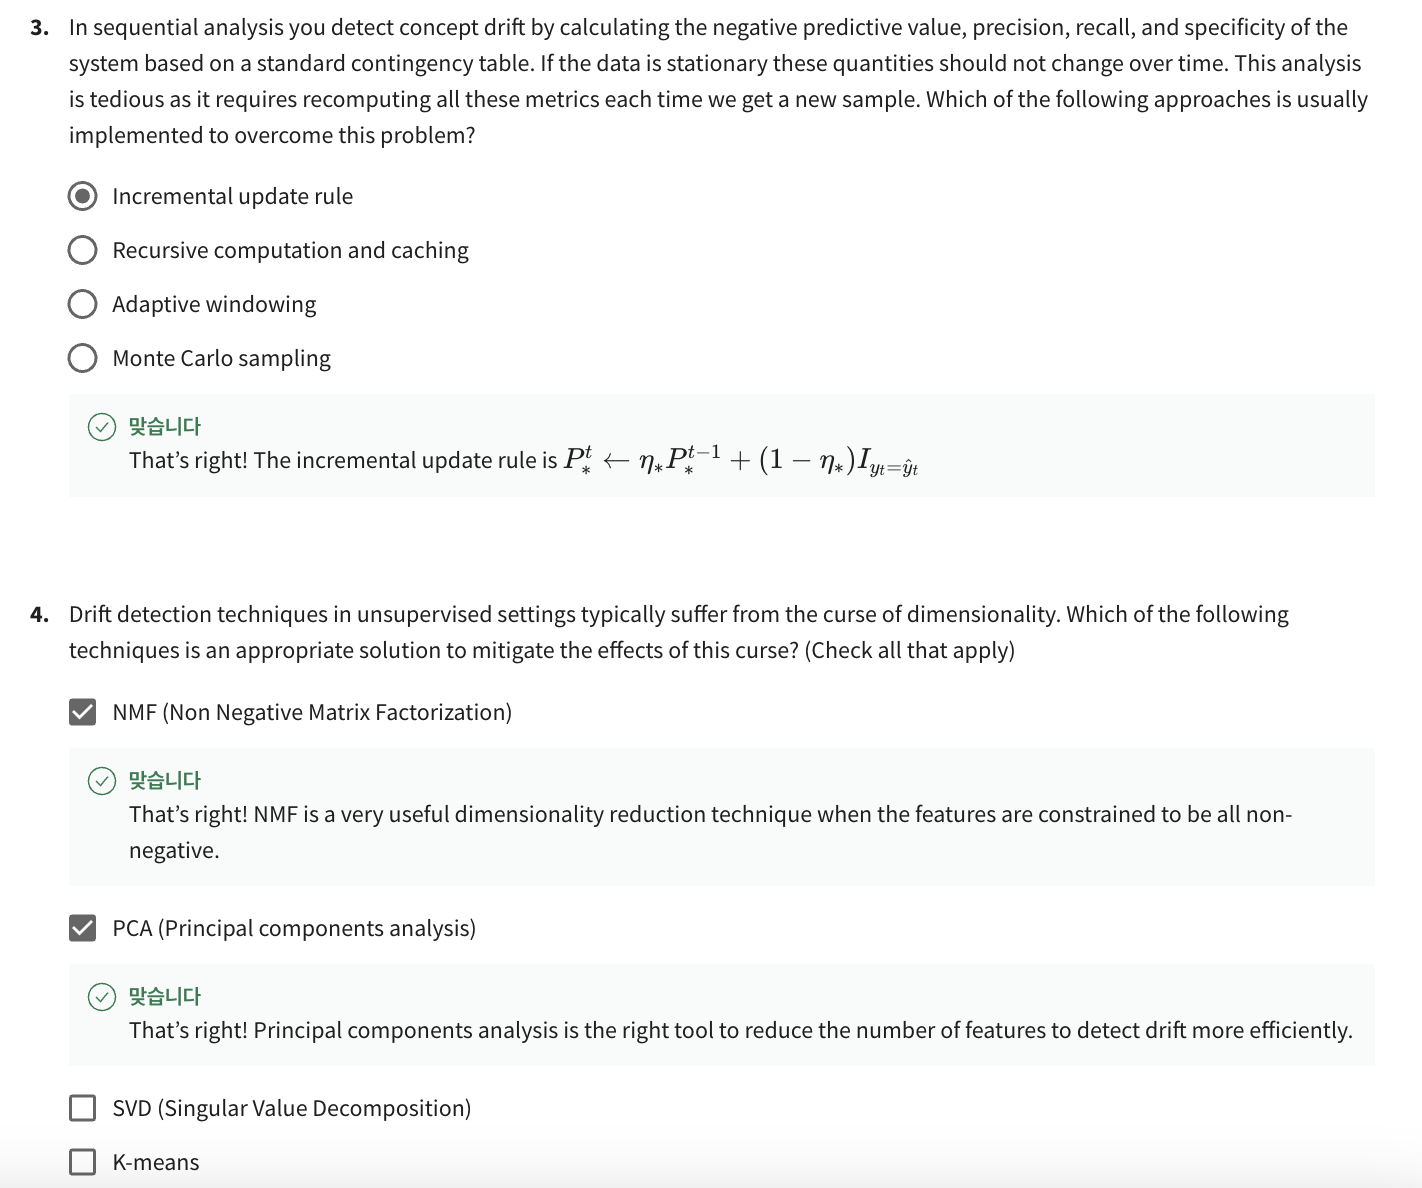 3. In sequential analysis you detect concept drift by calculating the negative predictive value, precision, recall, and specificity of the
system based on a standard contingency table. If the data is stationary these quantities should not change over time. This analysis
is tedious as it requires recomputing all these metrics each time we get a new sample. Which of the following approaches is usually
implemented to overcome this problem?
Incremental update rule
Recursive computation and caching
Adaptive windowing
Monte Carlo sampling
맞습니다
That’s right! The incremental update rule is $P_*^t \leftarrow \eta_* P_*^{t-1} + (1 - \eta_*) I_{y_t = \hat{y}_t}$
4. Drift detection techniques in unsupervised settings typically suffer from the curse of dimensionality. Which of the following
techniques is an appropriate solution to mitigate the effects of this curse? (Check all that apply)
NMF (Non Negative Matrix Factorization)
맞습니다
That’s right! NMF is a very useful dimensionality reduction technique when the features are constrained to be all non-
negative.
PCA (Principal components analysis)
맞습니다
That’s right! Principal components analysis is the right tool to reduce the number of features to detect drift more efficiently.
SVD (Singular Value Decomposition)
K-means